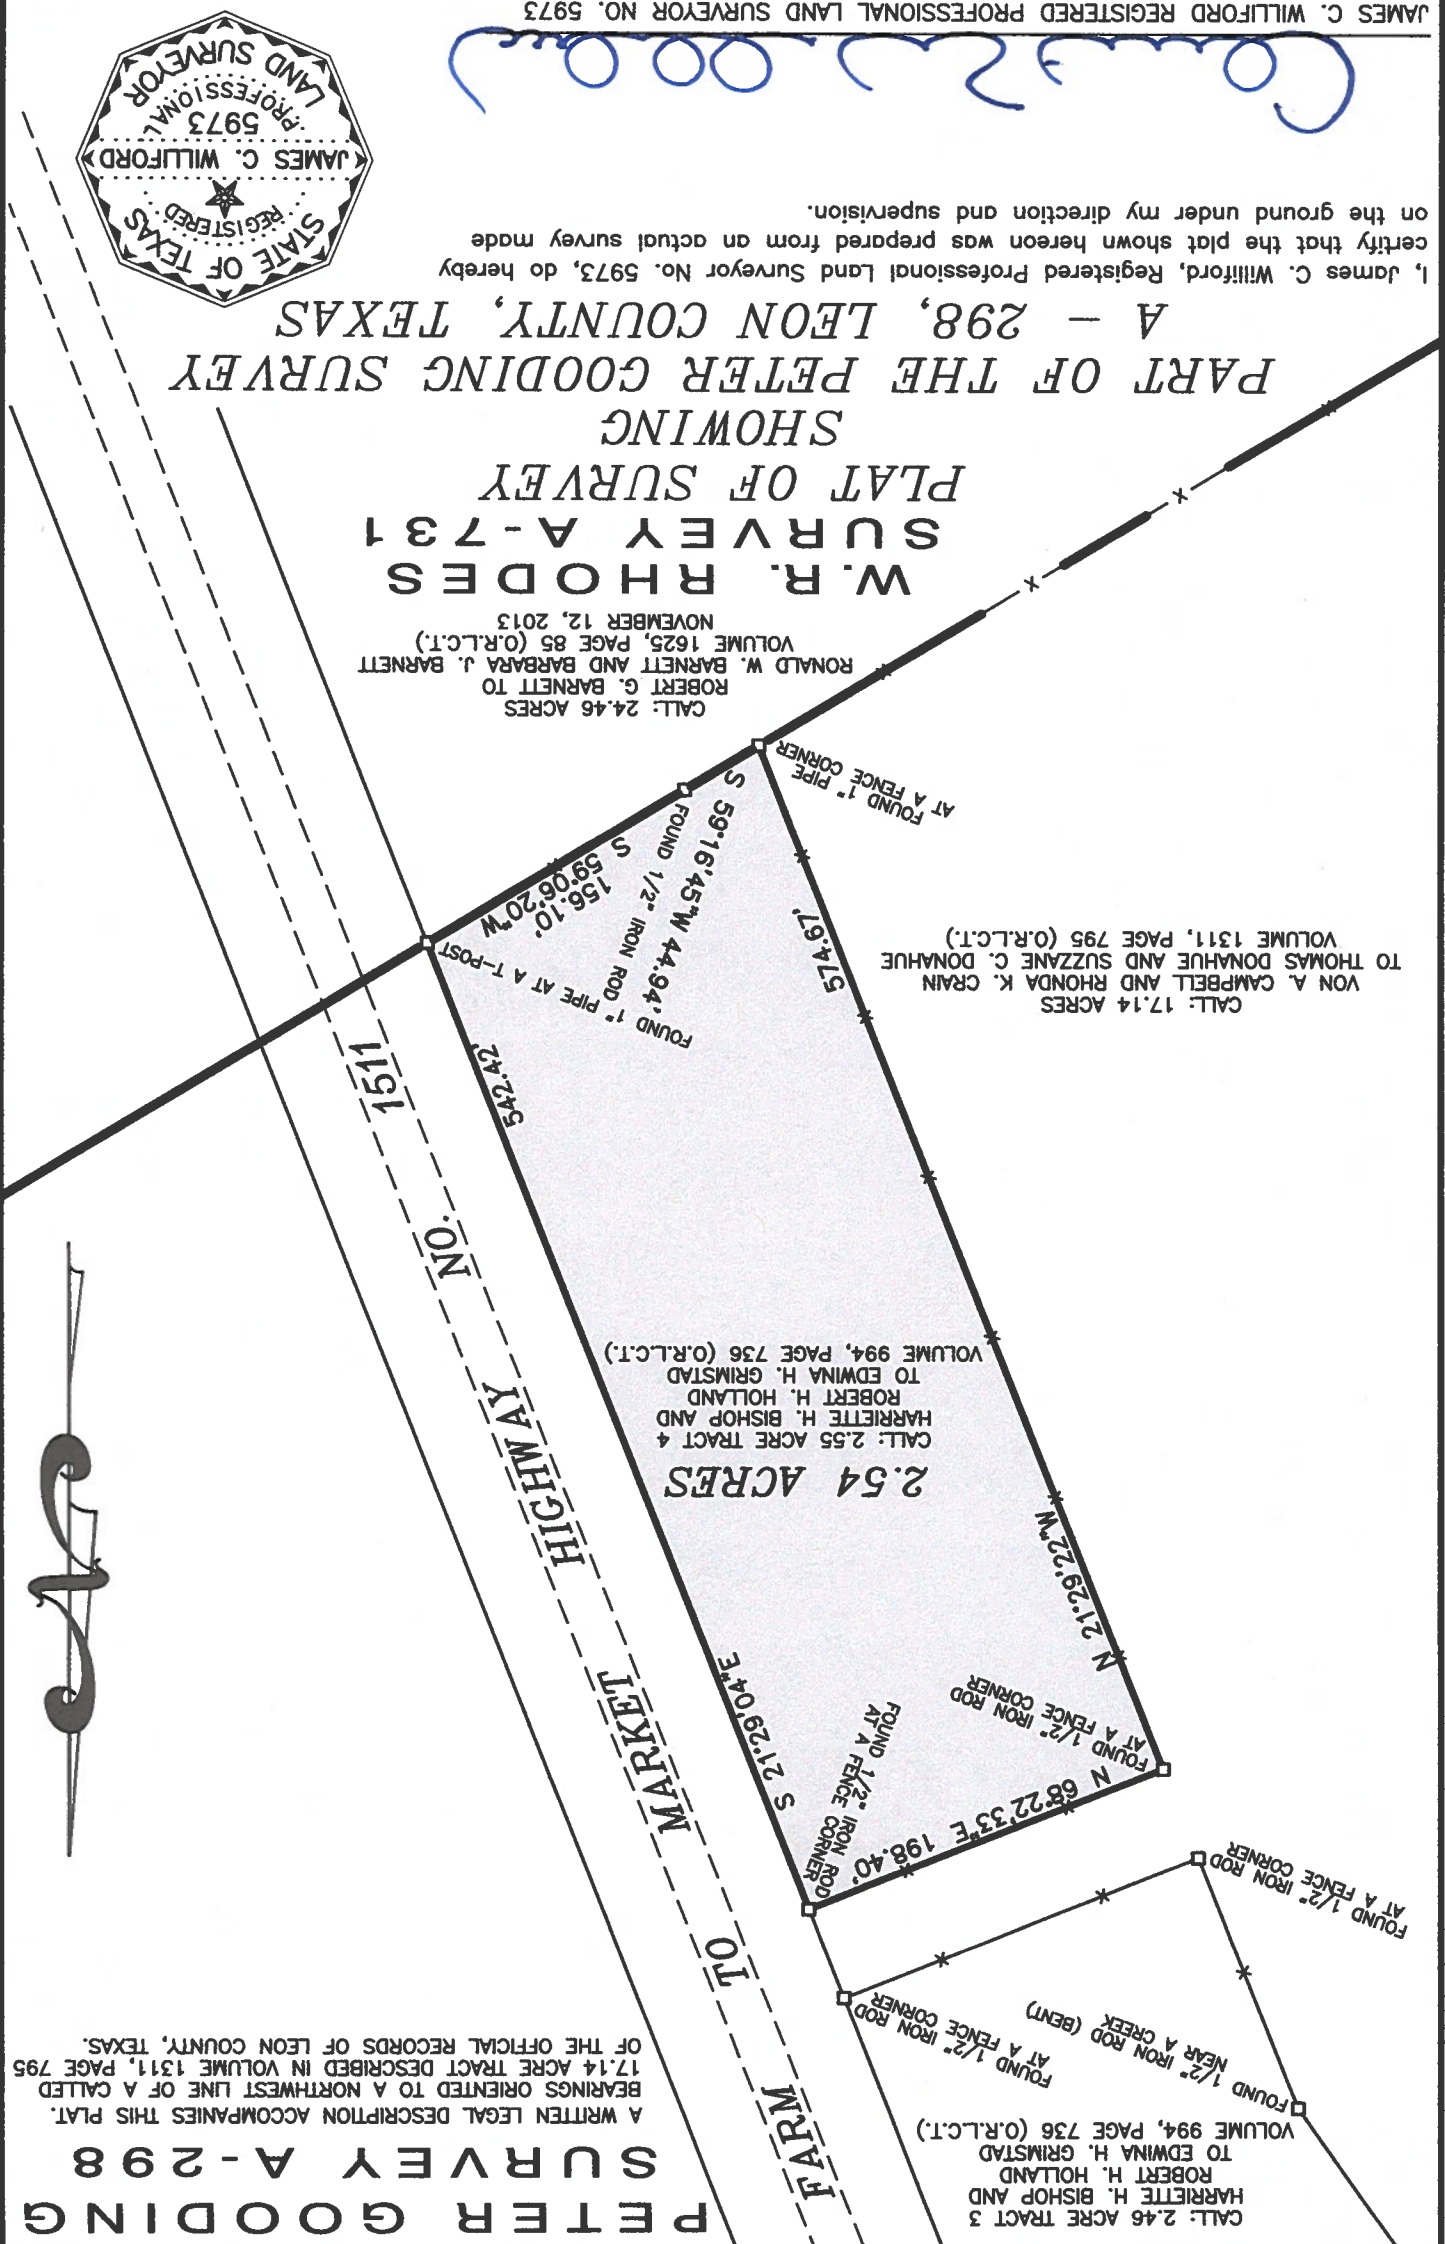 PETER GOODING
SURVEY A-298
A WRITTEN LEGAL DESCRIPTION ACCOMPANIES THIS PLAT.
BEARINGS ORIENTED TO A NORTHWEST LINE OF A CALLED
17.14 ACRE TRACT DESCRIBED IN VOLUME 1311, PAGE 795
OF THE OFFICIAL RECORDS OF LEON COUNTY, TEXAS.
CALL: 2.46 ACRE TRACT 3
HARRIETTE H. BISHOP AND
ROBERT H. HOLLAND
TO EDWINA H. GRIMSTAD
VOLUME 994, PAGE 736 (O.R.L.C.T.)
FOUND 1/2" IRON ROD (BENT)
NEAR A CREEK
FOUND 1/2" IRON ROD
AT A FENCE CORNER
FOUND 1/2" IRON ROD
AT A FENCE CORNER
FARM TO MARKET HIGHWAY NO. 1511
N 68°22'33"E 198.40'
FOUND 1/2" IRON ROD
AT A FENCE CORNER
FOUND 1/2" IRON ROD
AT A FENCE CORNER
S 21°29'04"E
542.42'
N 21°29'22"W
574.67'
2.54 ACRES
CALL: 2.55 ACRE TRACT 4
HARRIETTE H. BISHOP AND
ROBERT H. HOLLAND
TO EDWINA H. GRIMSTAD
VOLUME 994, PAGE 736 (O.R.L.C.T.)
CALL: 17.14 ACRES
VON A. CAMPBELL AND RHONDA K. CRAIN
TO THOMAS DONAHUE AND SUZZANE C. DONAHUE
VOLUME 1311, PAGE 795 (O.R.L.C.T.)
FOUND 1" PIPE AT A T-POST
FOUND 1/2" IRON ROD
S 59°16'45"W 44.94'
S 59°06'20"W
156.10'
FOUND 1" PIPE
AT A FENCE CORNER
CALL: 24.46 ACRES
ROBERT G. BARNETT TO
RONALD W. BARNETT AND BARBARA J. BARNETT
VOLUME 1625, PAGE 85 (O.R.L.C.T.)
NOVEMBER 12, 2013
W.R. RHODES
SURVEY A-731
PLAT OF SURVEY
SHOWING
PART OF THE PETER GOODING SURVEY
A - 298, LEON COUNTY, TEXAS
I, James C. Williford, Registered Professional Land Surveyor No. 5973, do hereby
certify that the plat shown hereon was prepared from an actual survey made
on the ground under my direction and supervision.
STATE OF TEXAS
REGISTERED
JAMES C. WILLIFORD
5973
PROFESSIONAL
LAND SURVEYOR
JAMES C. WILLIFORD REGISTERED PROFESSIONAL LAND SURVEYOR NO. 5973